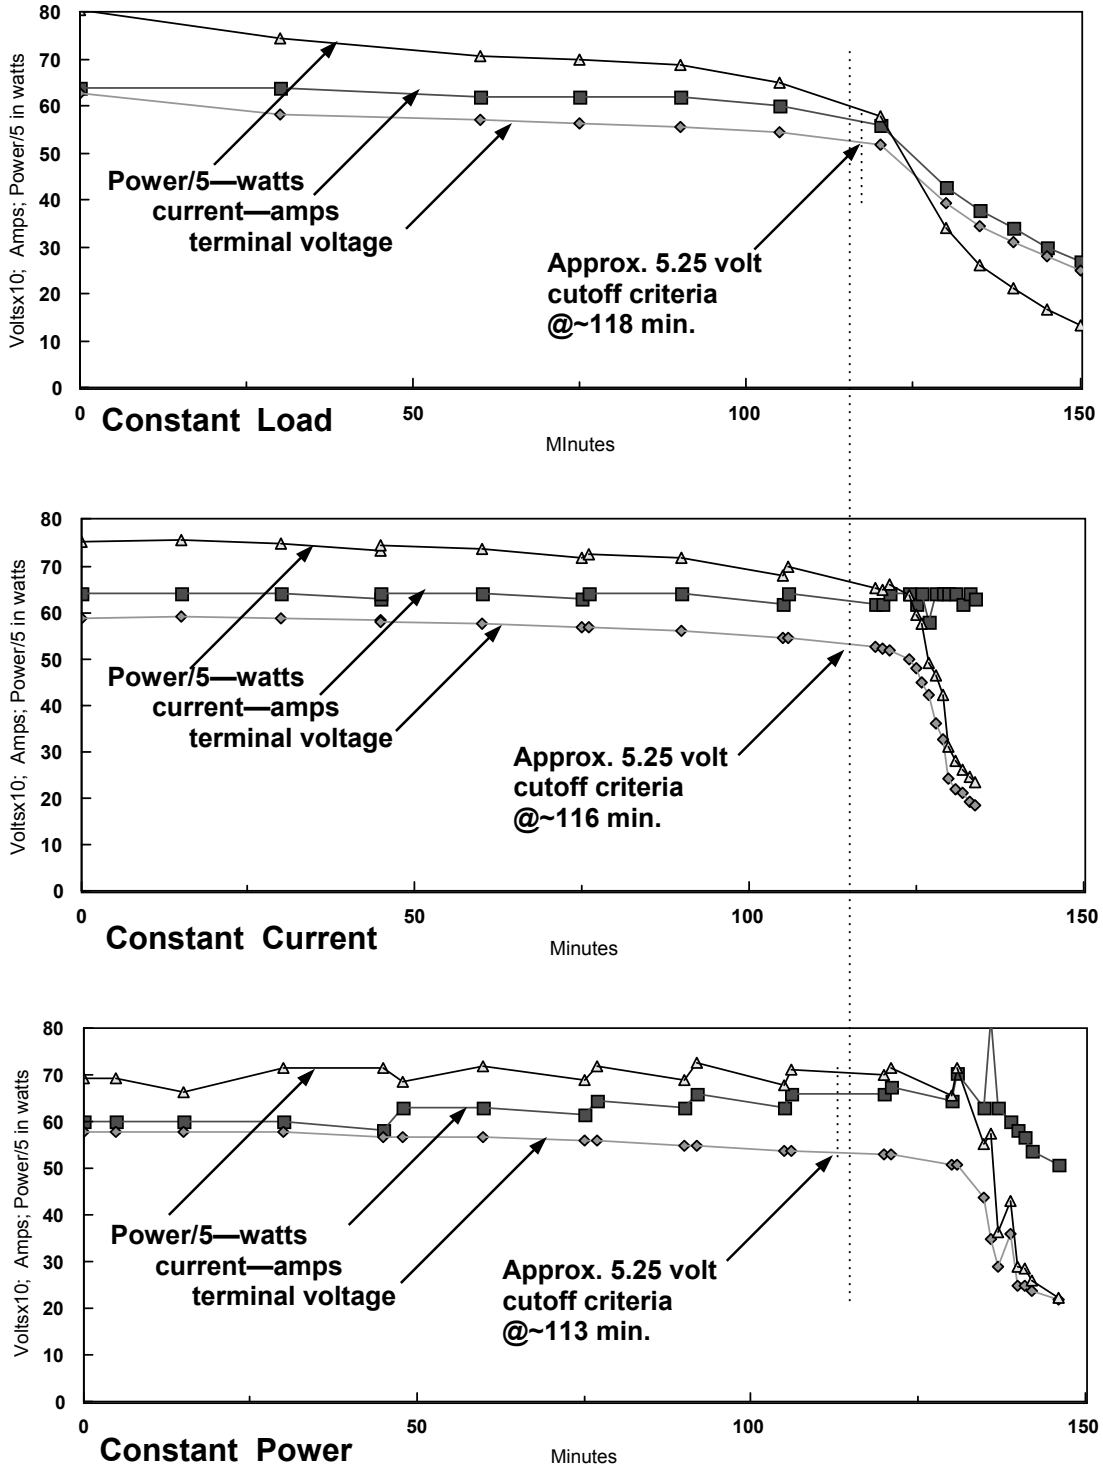 Voltsx10;  Amps; Power/5 in watts
80
70
60
50
40
30
20
10
0
Power/5—watts
current—amps
terminal voltage
Approx. 5.25 volt
cutoff criteria
@~118 min.
0
50
100
150
Constant  Load
MInutes
Voltsx10;  Amps; Power/5 in watts
80
70
60
50
40
30
20
10
0
Power/5—watts
current—amps
terminal voltage
Approx. 5.25 volt
cutoff criteria
@~116 min.
0
50
100
150
Constant  Current
Minutes
Voltsx10;  Amps; Power/5 in watts
80
70
60
50
40
30
20
10
0
Power/5—watts
current—amps
terminal voltage
Approx. 5.25 volt
cutoff criteria
@~113 min.
0
50
100
150
Constant  Power
Minutes